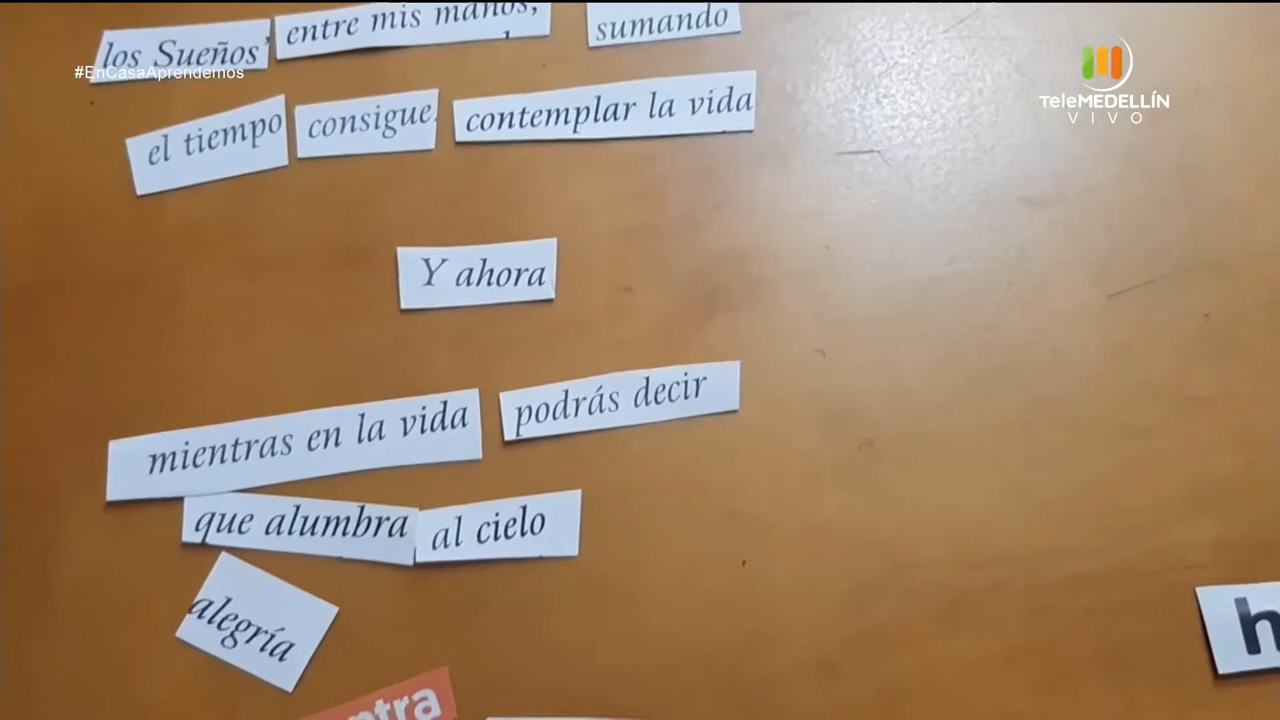 los Sueños entre mis manos, sumando
#EnCasaAprendemos
TeleMEDELLÍN
VIVO
el tiempo consigue. contemplar la vida
Y ahora
mientras en la vida podrás decir
que alumbra al cielo
alegría
h
ntra